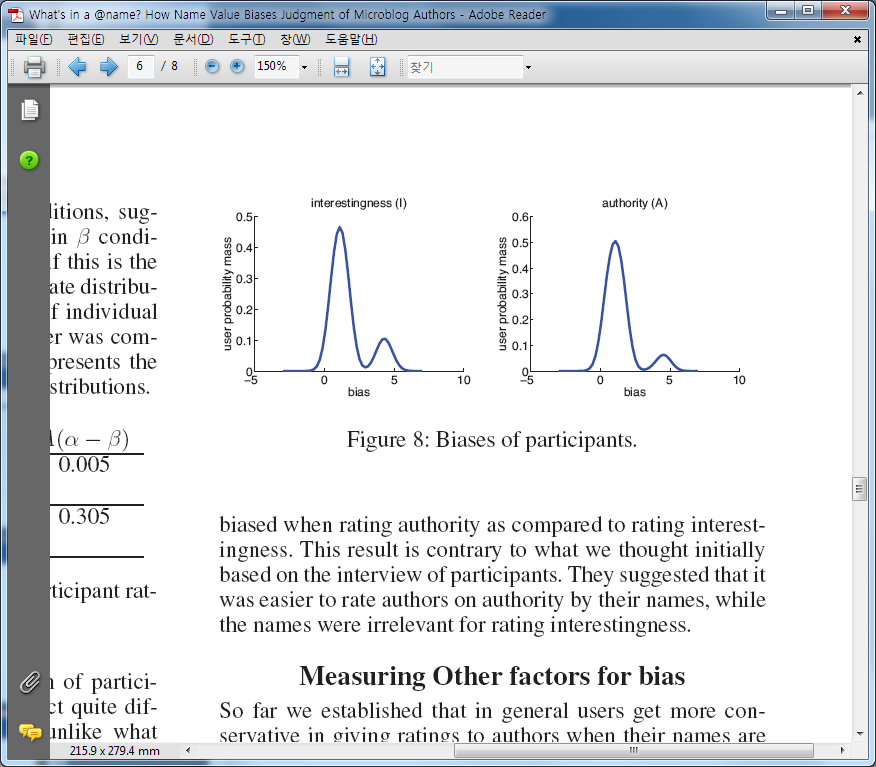 What's in a @name? How Name Value Biases Judgment of Microblog Authors - Adobe Reader
파일(F) 편집(E) 보기(V) 문서(D) 도구(T) 창(W) 도움말(H)
6 / 8 150% 찾기
litions, sug-
in β condi-
if this is the
ate distribu-
f individual
er was com-
presents the
stributions.
A(α − β)
0.005
0.305
rticipant rat-
n of partici-
ct quite dif-
unlike what
interestingness (I)
user probability mass
0.5
0.4
0.3
0.2
0.1
0
−5 0 5 10
bias
authority (A)
user probability mass
0.6
0.5
0.4
0.3
0.2
0.1
0
−5 0 5 10
bias
Figure 8: Biases of participants.
biased when rating authority as compared to rating interest-
ingness. This result is contrary to what we thought initially
based on the interview of participants. They suggested that it
was easier to rate authors on authority by their names, while
the names were irrelevant for rating interestingness.
Measuring Other factors for bias
So far we established that in general users get more con-
servative in giving ratings to authors when their names are
215.9 x 279.4 mm